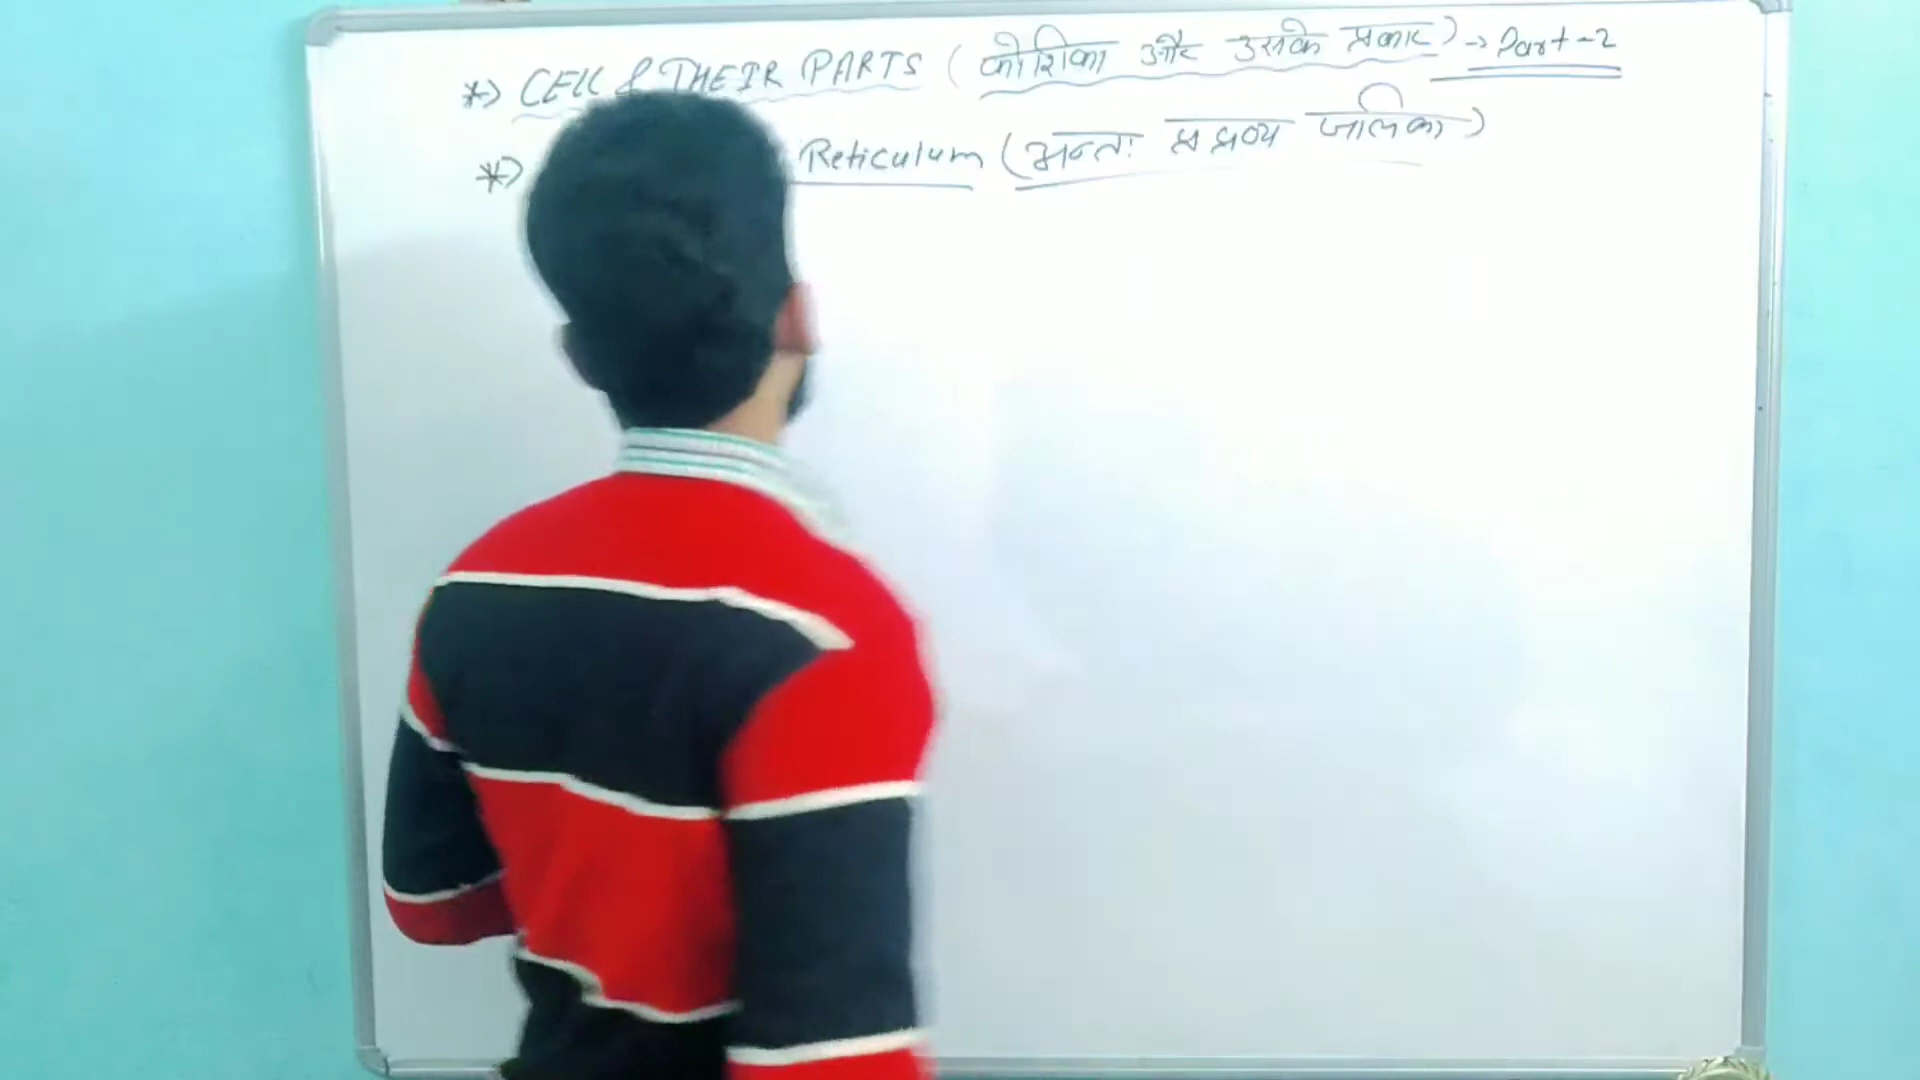 *) CELL & THEIR PARTS (कोशिका और उसके प्रकार) → Part-2
*) Reticulum (अन्तः प्रद्रव्य जालिका)